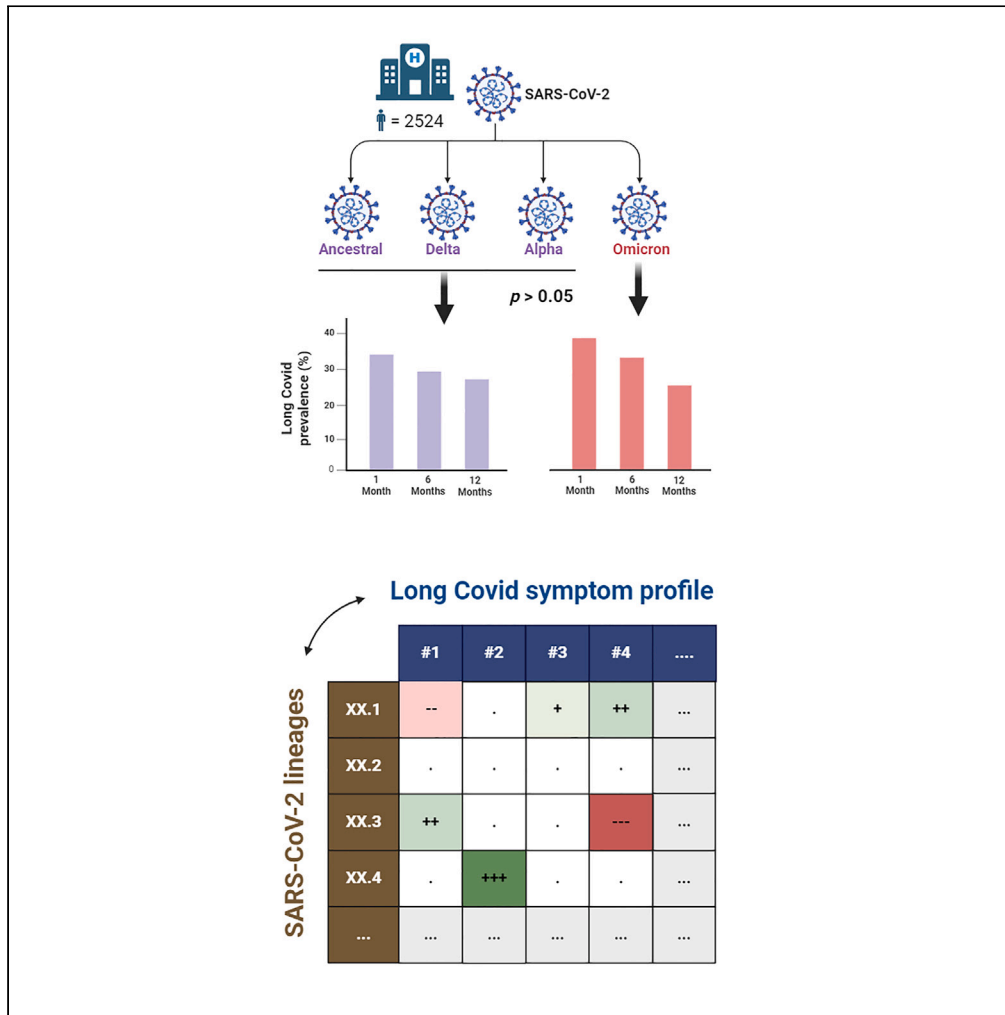 H
= 2524
SARS-CoV-2
Ancestral
Delta
Alpha
Omicron
p > 0.05
Long Covid
prevalence (%)
40
30
20
10
0
1
Month
6
Months
12
Months
1
Month
6
Months
12
Months
Long Covid symptom profile
SARS-CoV-2 lineages
#1 #2 #3 #4 ....
XX.1 -- . + ++ ...
XX.2 . . . . ...
XX.3 ++ . . --- ...
XX.4 . +++ . . ...
... ... ... ... ... ...